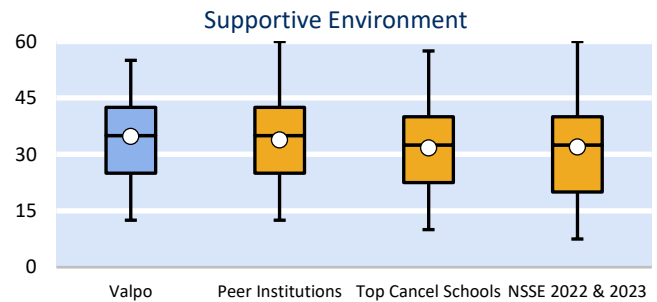 Supportive Environment
60
45
30
15
0
Valpo
Peer Institutions
Top Cancel Schools
NSSE 2022 & 2023